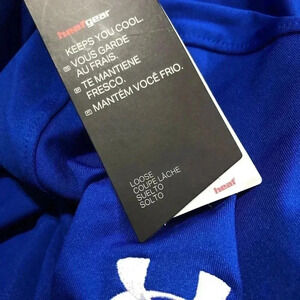 heatgear
KEEPS YOU COOL.
VOUS GARDE
AU FRAIS.
TE MANTIENE
FRESCO.
MANTÉM VOCÊ FRIO.
LOOSE
COUPE LÂCHE
SUELTO
SOLTO
heat